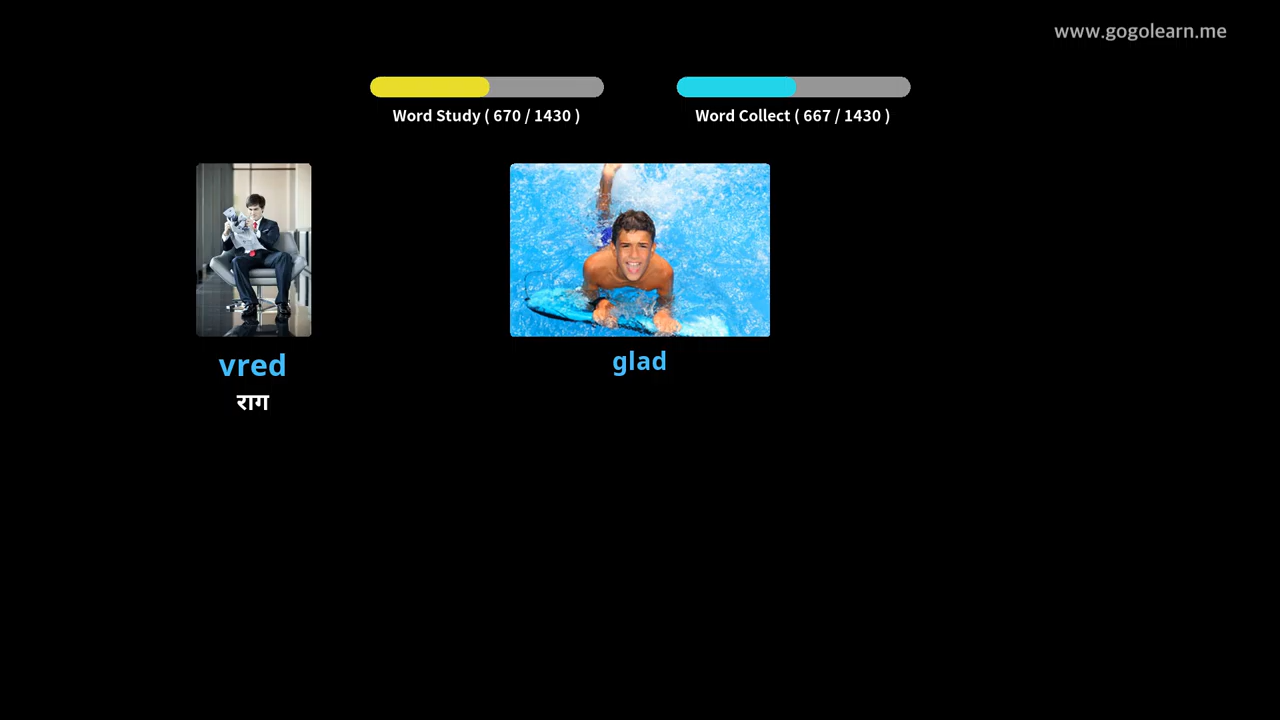 www.gogolearn.me
Word Study ( 670 / 1430 )
Word Collect ( 667 / 1430 )
vred
राग
glad